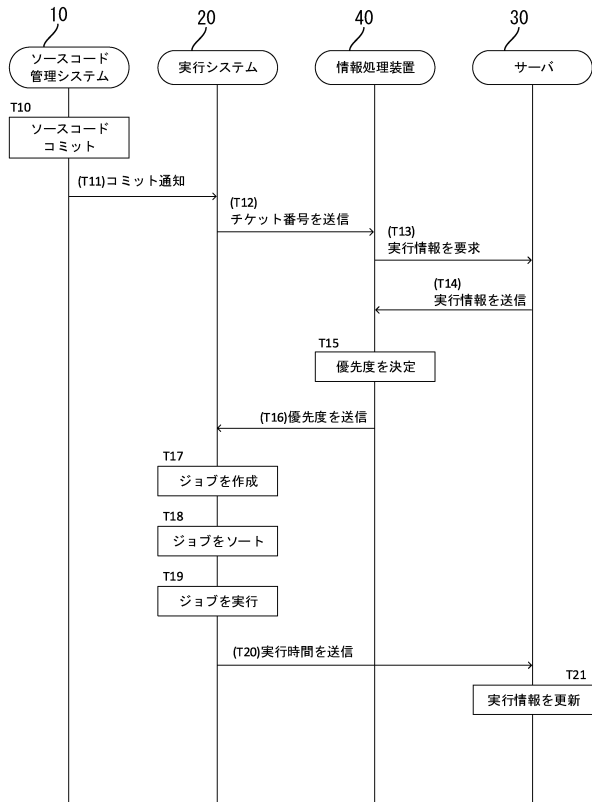 10
20
40
30
ソースコード
管理システム
実行システム
情報処理装置
サーバ
T10
ソースコード
コミット
(T11)コミット通知
(T12)
チケット番号を送信
(T13)
実行情報を要求
(T14)
実行情報を送信
T15
優先度を決定
(T16)優先度を送信
T17
ジョブを作成
T18
ジョブをソート
T19
ジョブを実行
(T20)実行時間を送信
T21
実行情報を更新